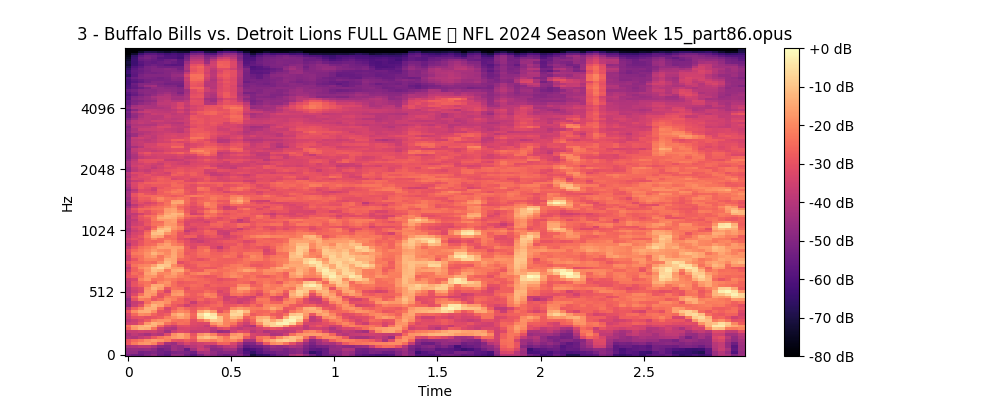 3 - Buffalo Bills vs. Detroit Lions FULL GAME ▯ NFL 2024 Season Week 15_part86.opus
4096
2048
1024
512
0
Hz
0
0.5
1
1.5
2
2.5
Time
+0 dB
-10 dB
-20 dB
-30 dB
-40 dB
-50 dB
-60 dB
-70 dB
-80 dB